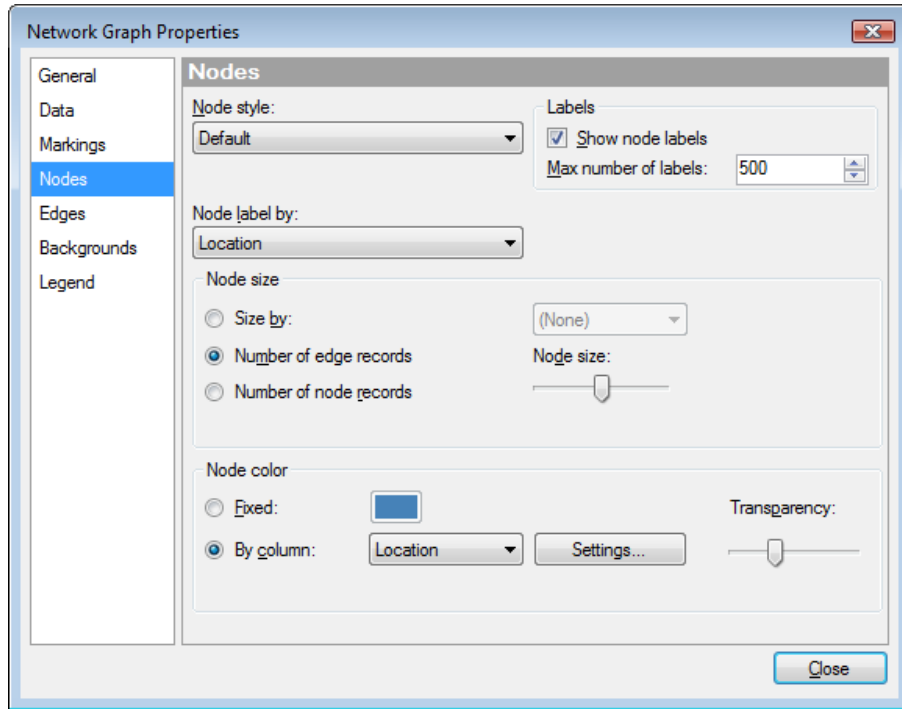 Network Graph Properties
General
Data
Markings
Nodes
Edges
Backgrounds
Legend
Nodes
Node style:
Default
Labels
Show node labels
Max number of labels: 500
Node label by:
Location
Node size
Size by: (None)
Number of edge records
Node size:
Number of node records
Node color
Fixed:
Transparency:
By column: Location Settings...
Close